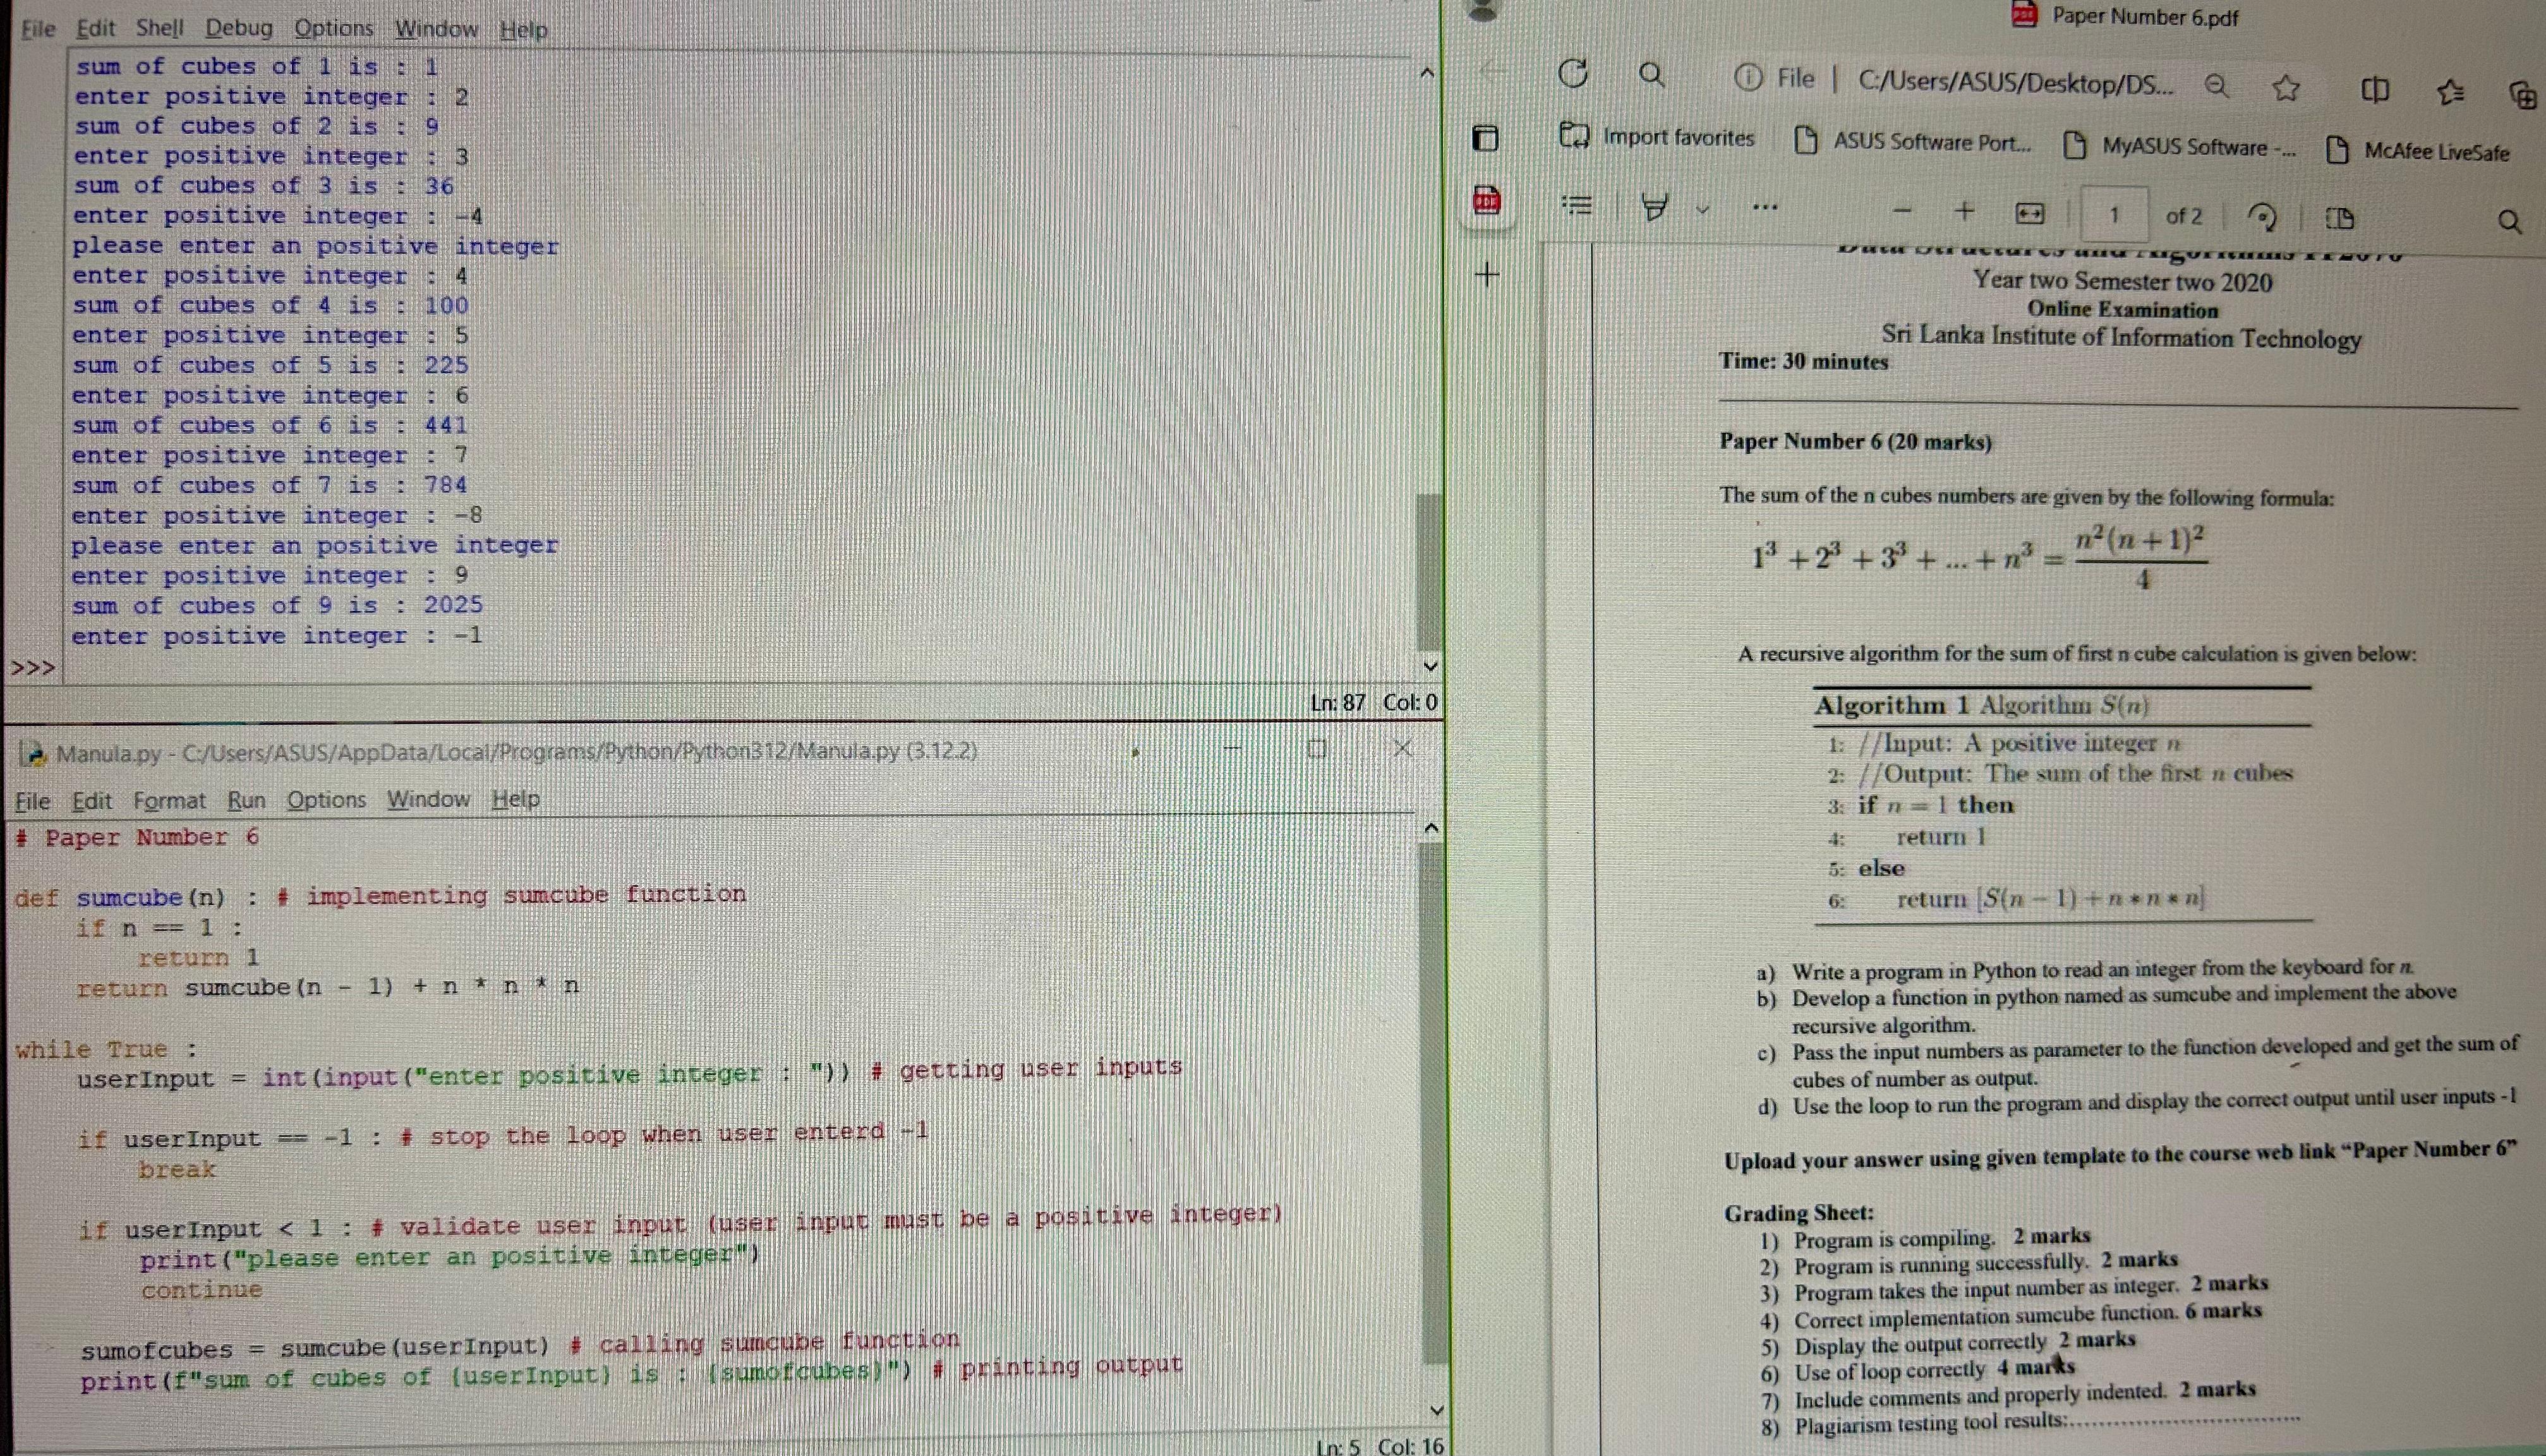 File Edit Shell Debug Options Window Help
sum of cubes of 1 is : 1
enter positive integer : 2
sum of cubes of 2 is : 9
enter positive integer : 3
sum of cubes of 3 is : 36
enter positive integer : -4
please enter an positive integer
enter positive integer : 4
sum of cubes of 4 is : 100
enter positive integer : 5
sum of cubes of 5 is : 225
enter positive integer : 6
sum of cubes of 6 is : 441
enter positive integer : 7
sum of cubes of 7 is : 784
enter positive integer : -8
please enter an positive integer
enter positive integer : 9
sum of cubes of 9 is : 2025
enter positive integer : -1
>>>
Ln: 87 Col: 0
Manula.py - C:/Users/ASUS/AppData/Local/Programs/Python/Python312/Manula.py (3.12.2)
File Edit Format Run Options Window Help
# Paper Number 6
def sumcube(n) : # implementing sumcube function
if n == 1 :
return 1
return sumcube(n - 1) + n * n * n
while True :
userInput = int(input("enter positive integer : ")) # getting user inputs
if userInput == -1 : # stop the loop when user enterd -1
break
if userInput < 1 : # validate user input (user input must be a positive integer)
print("please enter an positive integer")
continue
sumofcubes = sumcube(userInput) # calling sumcube function
print(f"sum of cubes of {userInput} is : {sumofcubes}") # printing output
Ln: 5 Col: 16
Paper Number 6.pdf
File | C:/Users/ASUS/Desktop/DS...
Import favorites ASUS Software Port... MyASUS Software -... McAfee LiveSafe
1 of 2
Data Structures and Algorithms
Year two Semester two 2020
Online Examination
Sri Lanka Institute of Information Technology
Time: 30 minutes
Paper Number 6 (20 marks)
The sum of the n cubes numbers are given by the following formula:
1³ + 2³ + 3³ + ... + n³ = n²(n + 1)² / 4
A recursive algorithm for the sum of first n cube calculation is given below:
Algorithm 1 Algorithm S(n)
1: //Input: A positive integer n
2: //Output: The sum of the first n cubes
3: if n = 1 then
4: return 1
5: else
6: return [S(n − 1) + n * n * n]
a) Write a program in Python to read an integer from the keyboard for n.
b) Develop a function in python named as sumcube and implement the above
recursive algorithm.
c) Pass the input numbers as parameter to the function developed and get the sum of
cubes of number as output.
d) Use the loop to run the program and display the correct output until user inputs -1
Upload your answer using given template to the course web link “Paper Number 6”
Grading Sheet:
1) Program is compiling. 2 marks
2) Program is running successfully. 2 marks
3) Program takes the input number as integer. 2 marks
4) Correct implementation sumcube function. 6 marks
5) Display the output correctly 2 marks
6) Use of loop correctly 4 marks
7) Include comments and properly indented. 2 marks
8) Plagiarism testing tool results:..................................